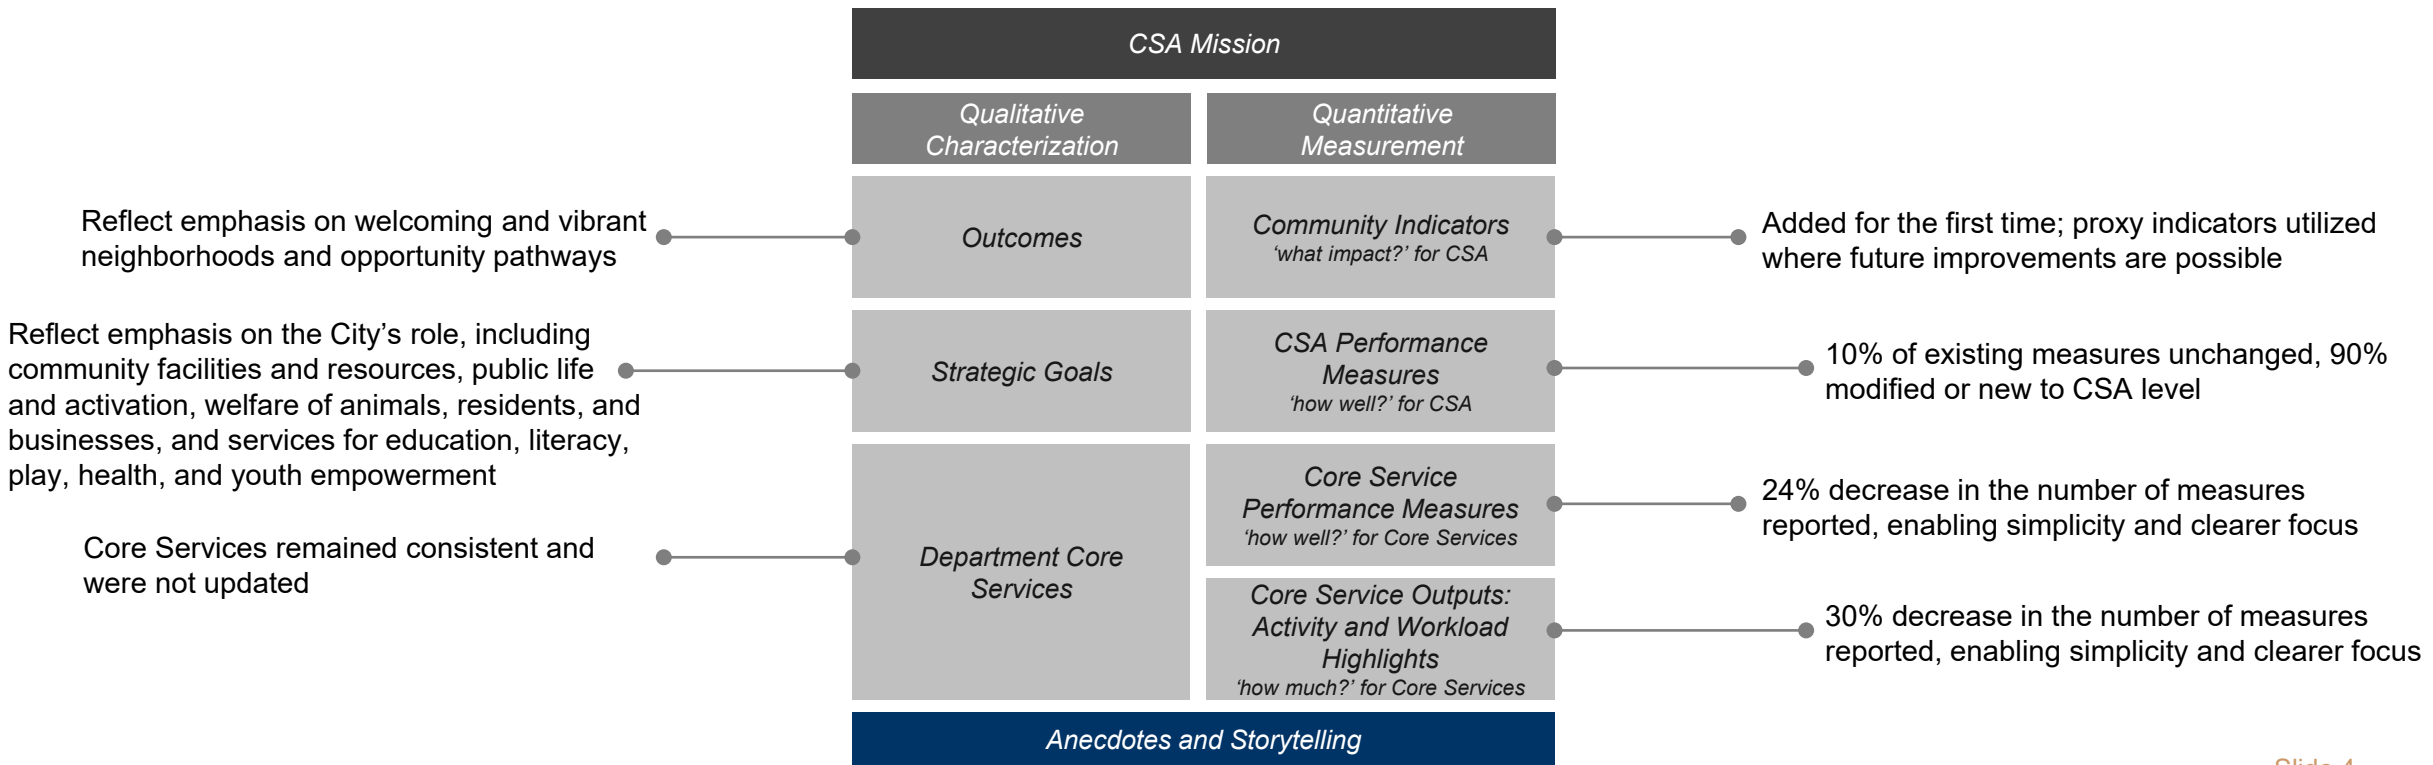 CSA Mission
Qualitative
Characterization
Quantitative
Measurement
Reflect emphasis on welcoming and vibrant
neighborhoods and opportunity pathways
Outcomes
Community Indicators
‘what impact?’ for CSA
Added for the first time; proxy indicators utilized
where future improvements are possible
Reflect emphasis on the City’s role, including
community facilities and resources, public life
and activation, welfare of animals, residents, and
businesses, and services for education, literacy,
play, health, and youth empowerment
Strategic Goals
CSA Performance
Measures
‘how well?’ for CSA
10% of existing measures unchanged, 90%
modified or new to CSA level
Core Services remained consistent and
were not updated
Department Core
Services
Core Service
Performance Measures
‘how well?’ for Core Services
24% decrease in the number of measures
reported, enabling simplicity and clearer focus
Core Service Outputs:
Activity and Workload
Highlights
‘how much?’ for Core Services
30% decrease in the number of measures
reported, enabling simplicity and clearer focus
Anecdotes and Storytelling
Slide 4